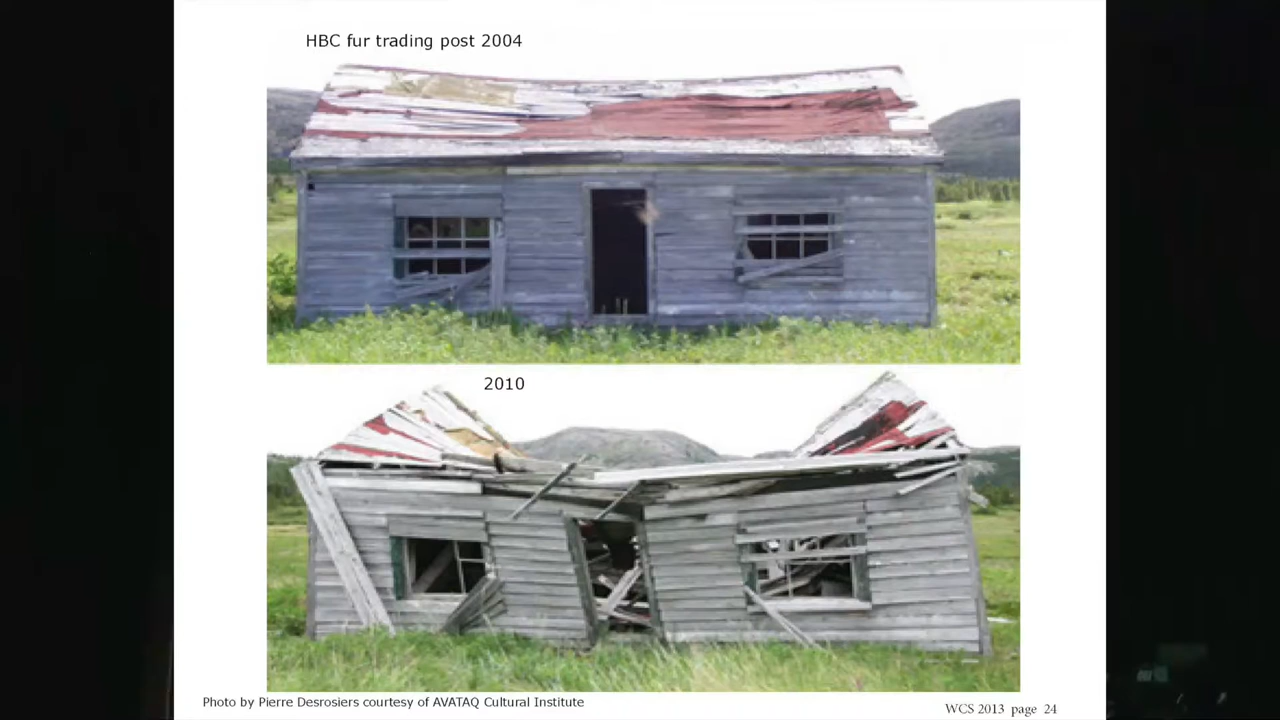 HBC fur trading post 2004
2010
Photo by Pierre Desrosiers courtesy of AVATAQ Cultural Institute
WCS 2013 page 24